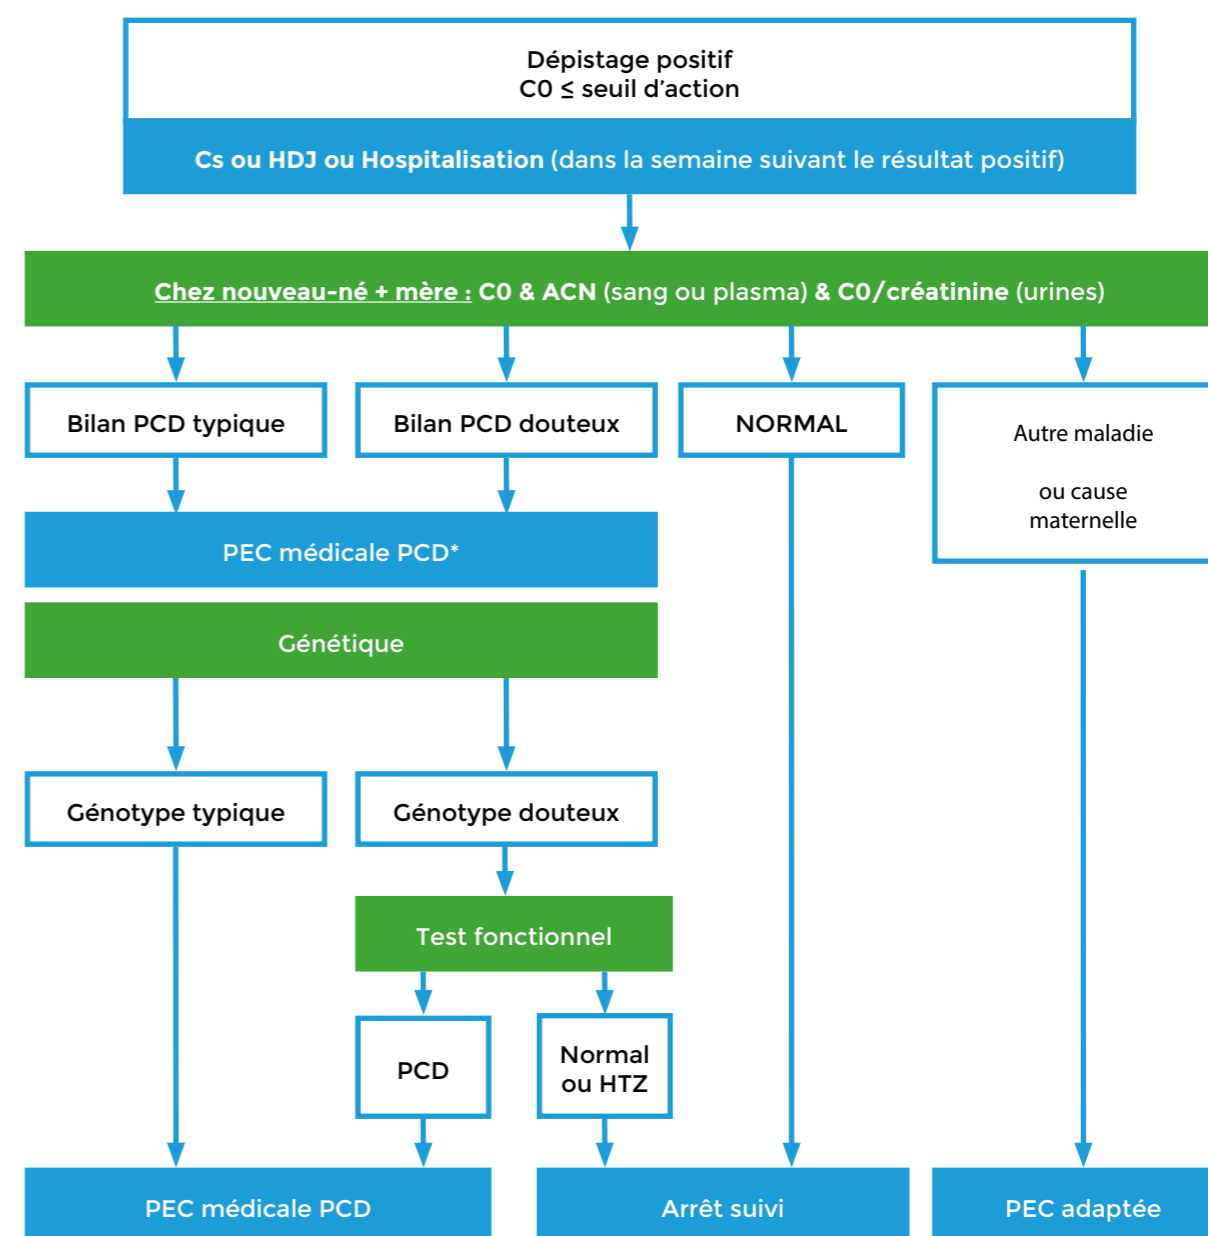 Dépistage positif
C0 ≤ seuil d’action
Cs ou HDJ ou Hospitalisation (dans la semaine suivant le résultat positif)
Chez nouveau-né + mère : C0 & ACN (sang ou plasma) & C0/créatinine (urines)
Bilan PCD typique
Bilan PCD douteux
NORMAL
Autre maladie
ou cause
maternelle
PEC médicale PCD*
Génétique
Génotype typique
Génotype douteux
Test fonctionnel
PCD
Normal
ou HTZ
PEC médicale PCD
Arrêt suivi
PEC adaptée